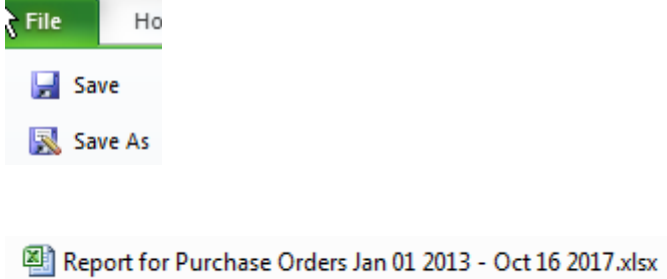 File Ho
Save
Save As
Report for Purchase Orders Jan 01 2013 - Oct 16 2017.xlsx